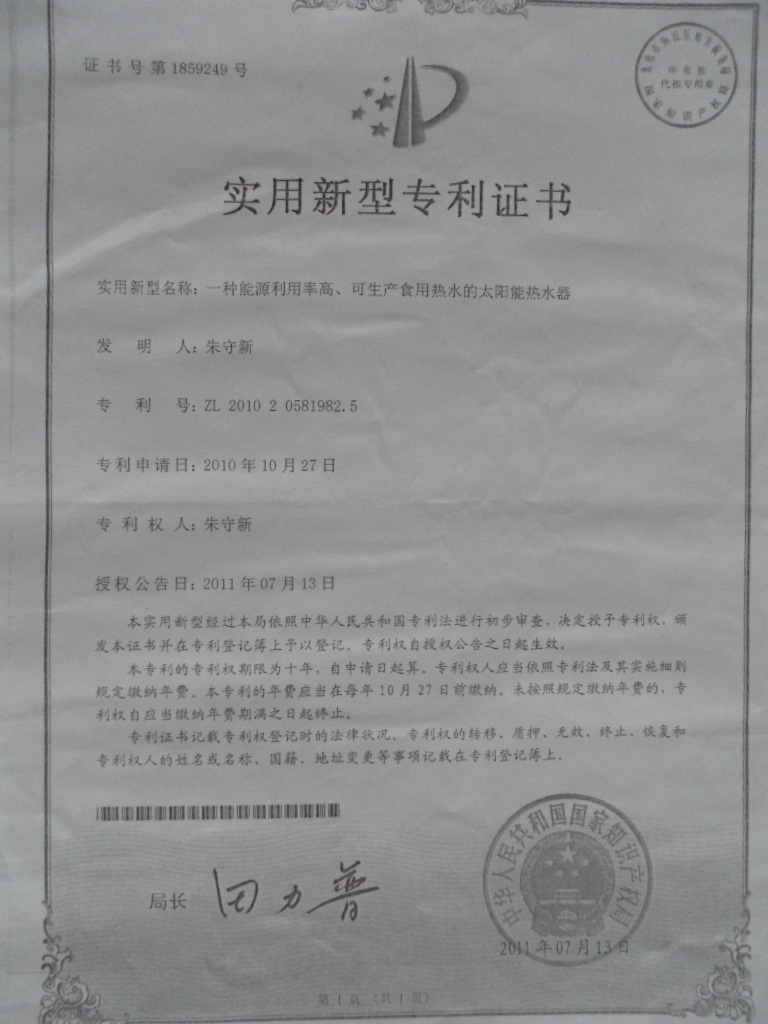 证书号第1859249号
印花税
代扣专用章
国家知识产权局
实用新型专利证书
实用新型名称：一种能源利用率高、可生产食用热水的太阳能热水器
发明人：朱守新
专利号：ZL 2010 2 0581982.5
专利申请日：2010年10月27日
专利权人：朱守新
授权公告日：2011年07月13日
本实用新型经过本局依照中华人民共和国专利法进行初步审查，决定授予专利权，颁
发本证书并在专利登记簿上予以登记。专利权自授权公告之日起生效。
本专利的专利权期限为十年，自申请日起算。专利权人应当依照专利法及其实施细则
规定缴纳年费。本专利的年费应当在每年10月27日前缴纳。未按照规定缴纳年费的，专
利权自应当缴纳年费期满之日起终止。
专利证书记载专利权登记时的法律状况。专利权的转移、质押、无效、终止、恢复和
专利权人的姓名或名称、国籍、地址变更等事项记载在专利登记簿上。
局长 田力普
中华人民共和国国家知识产权局
2011年07月13日
第1页（共1页）